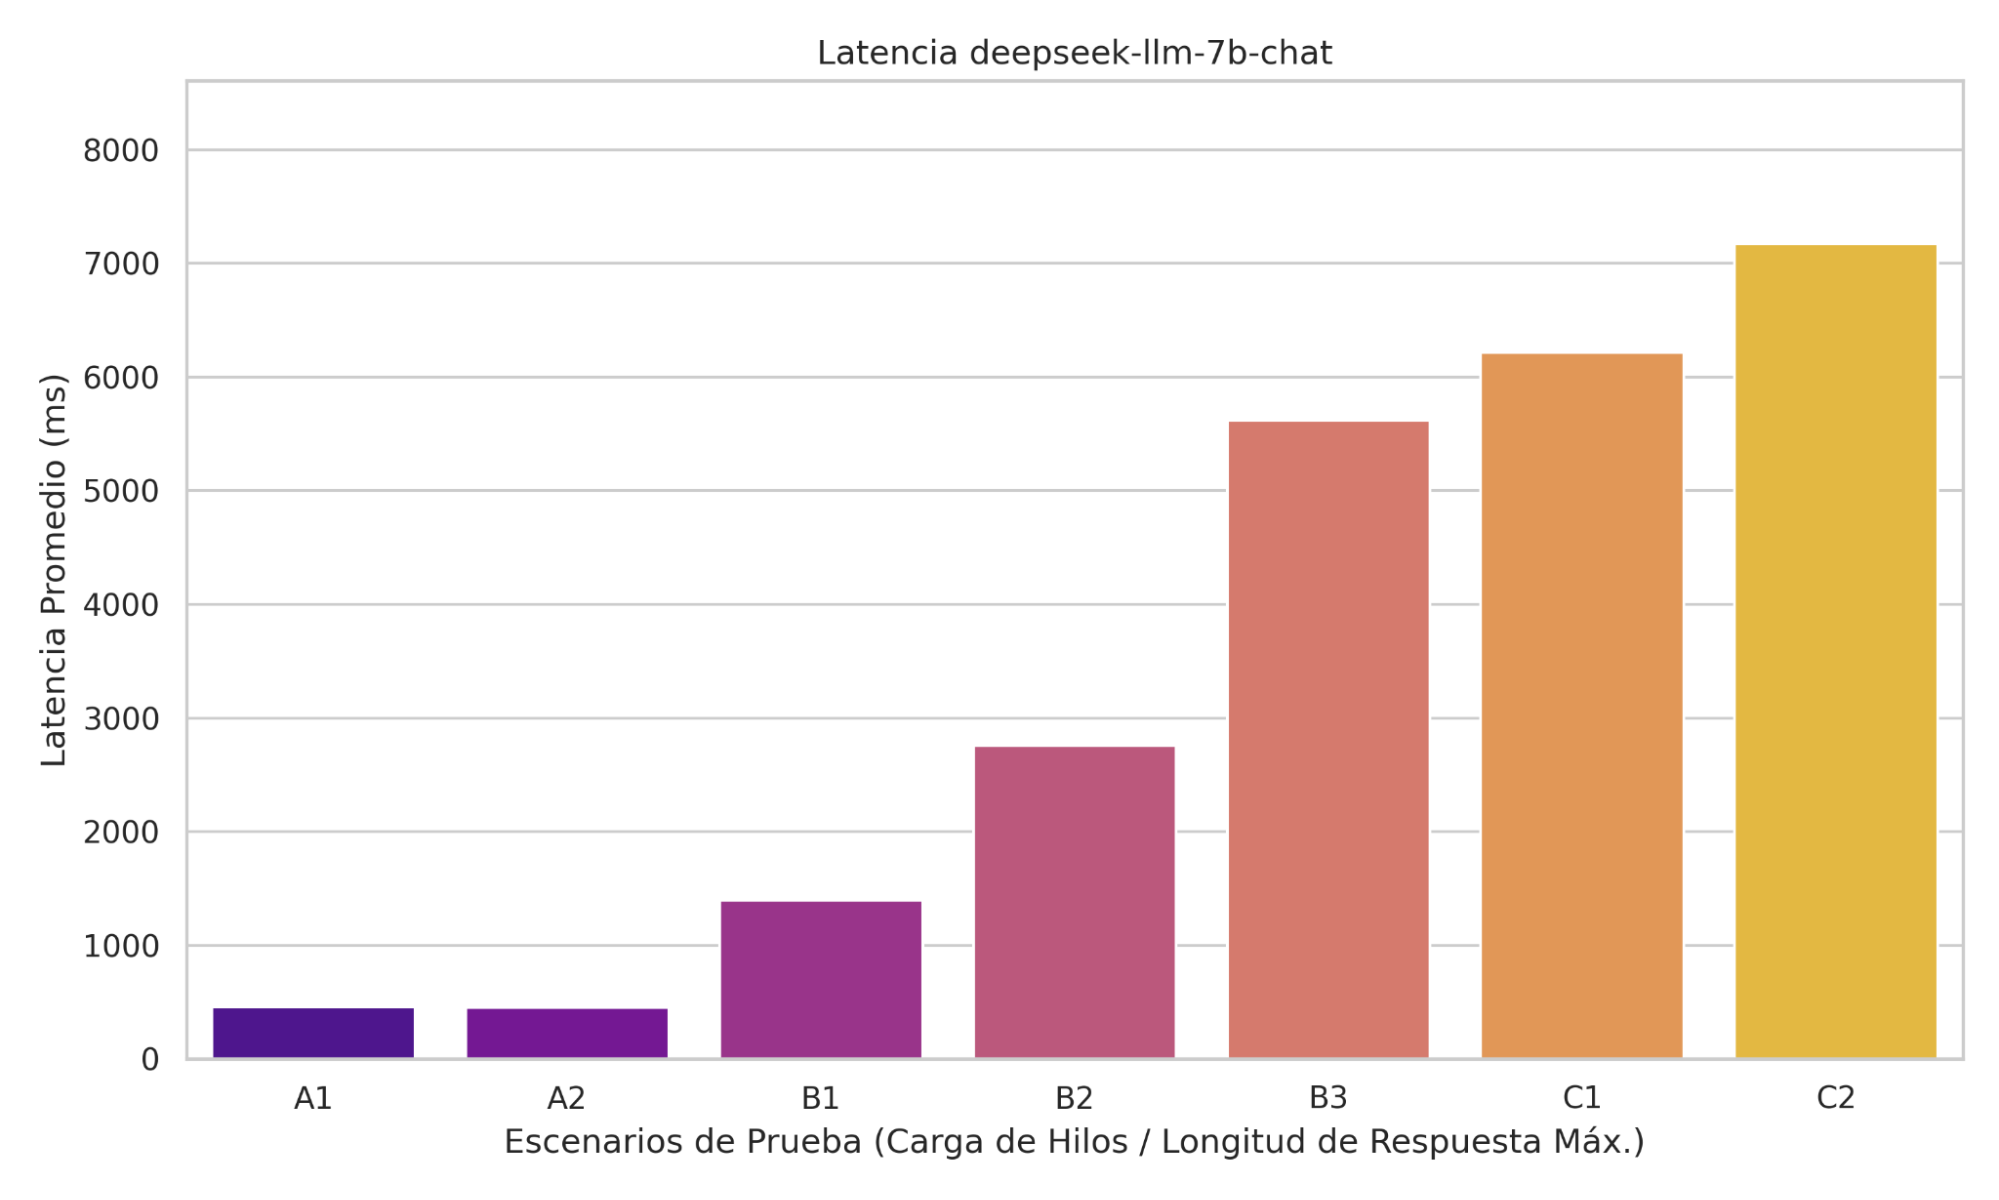 Latencia deepseek-llm-7b-chat
Latencia Promedio (ms)
8000
7000
6000
5000
4000
3000
2000
1000
0
A1 A2 B1 B2 B3 C1 C2
Escenarios de Prueba (Carga de Hilos / Longitud de Respuesta Máx.)